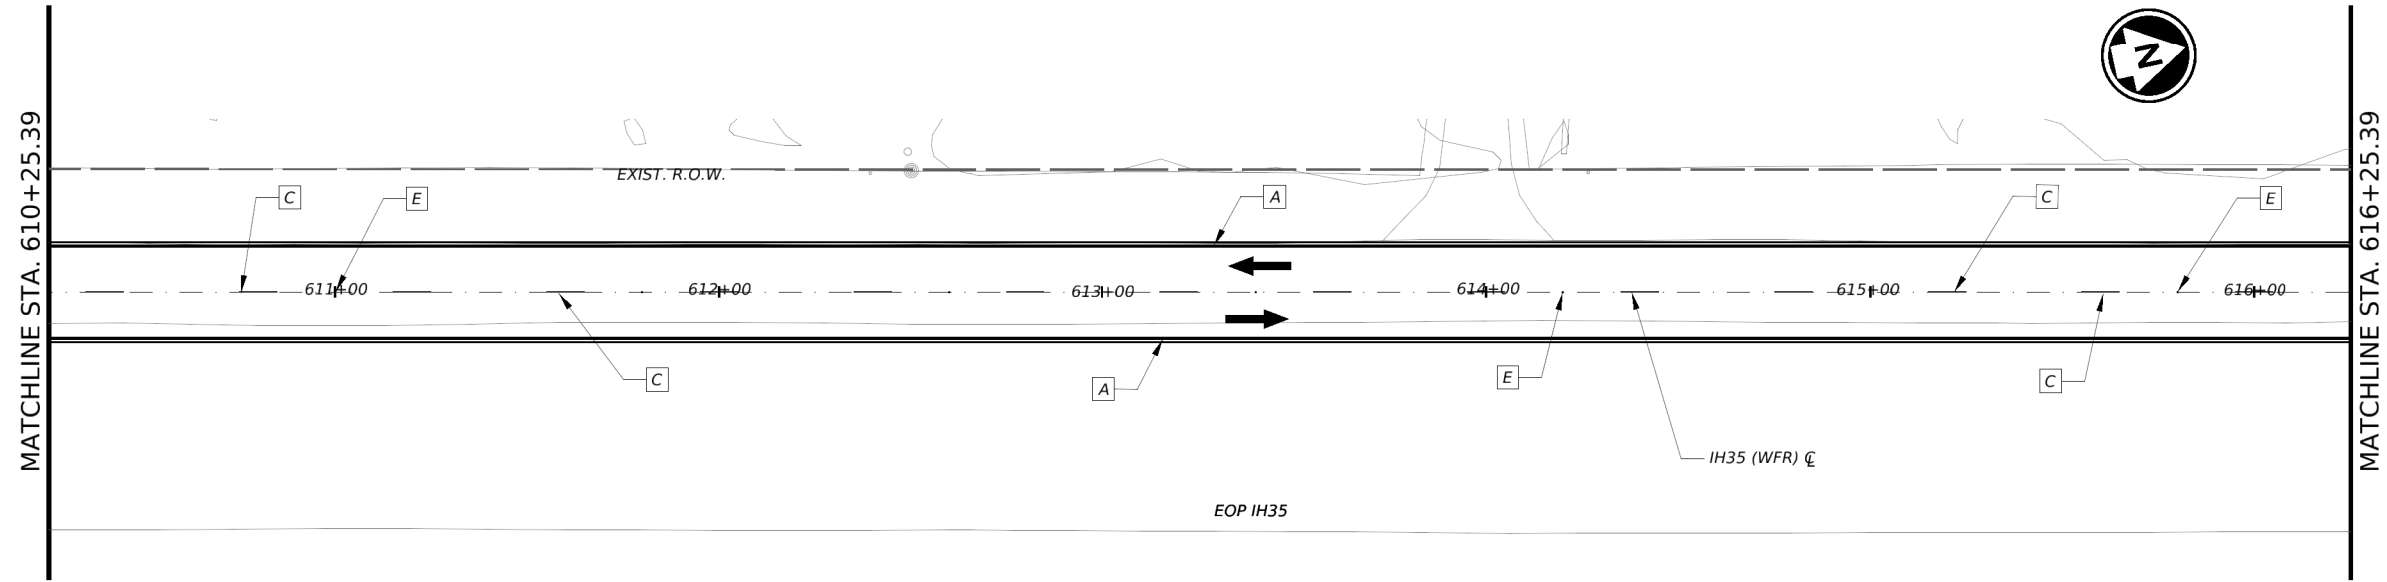 N
MATCHLINE STA. 610+25.39
MATCHLINE STA. 616+25.39
EXIST. R.O.W.
C
E
A
C
E
611+00
612+00
613+00
614+00
615+00
616+00
C
A
E
C
IH35 (WFR) ℄
EOP IH35